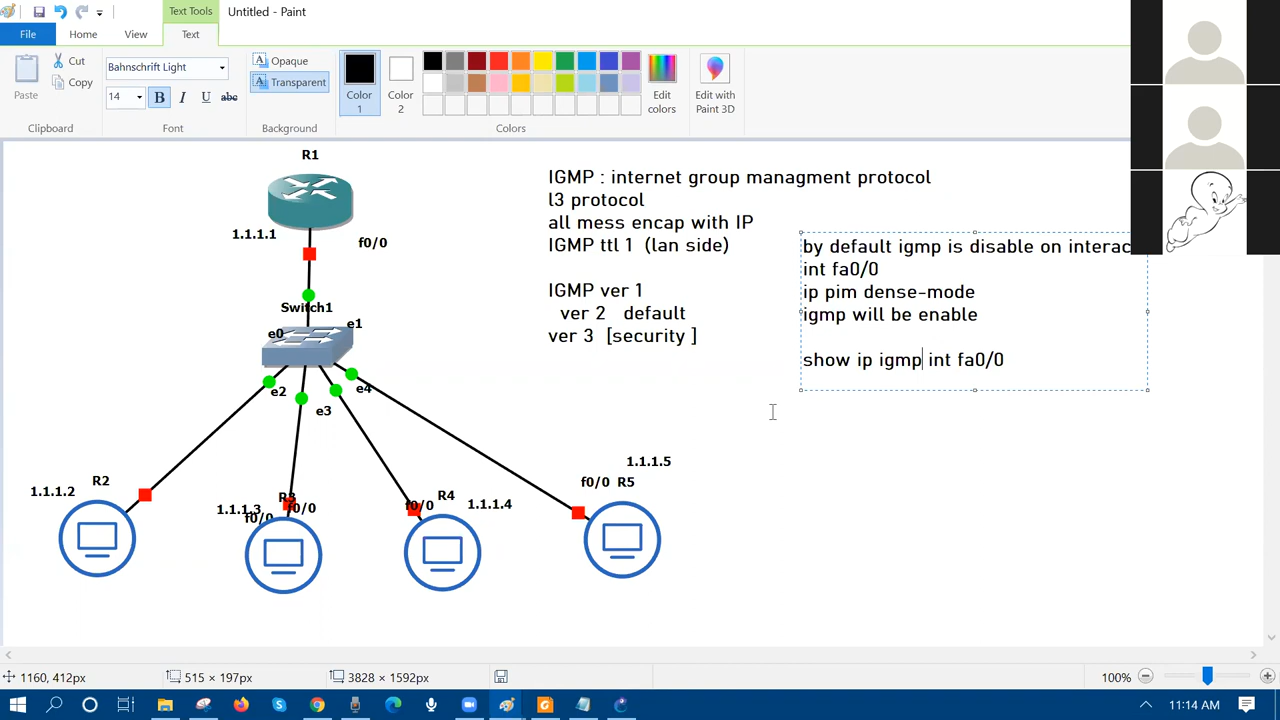 Text Tools
Untitled - Paint
File
Home
View
Text
Paste
Cut
Copy
Clipboard
Bahnschrift Light
14
B
I
U
abc
Font
Opaque
Transparent
Background
Color
1
Color
2
Edit
colors
Edit with
Paint 3D
Colors
R1
1.1.1.1
f0/0
Switch1
e0
e1
e2
e3
e4
R2
1.1.1.2
R3
1.1.1.3
f0/0
f0/0
R4
f0/0
1.1.1.4
1.1.1.5
f0/0
R5
IGMP : internet group managment protocol
l3 protocol
all mess encap with IP
IGMP ttl 1 (lan side)
IGMP ver 1
ver 2 default
ver 3 [security ]
by default igmp is disable on interac
int fa0/0
ip pim dense-mode
igmp will be enable
show ip igmp int fa0/0
1160, 412px
515 × 197px
3828 × 1592px
100%
11:14 AM